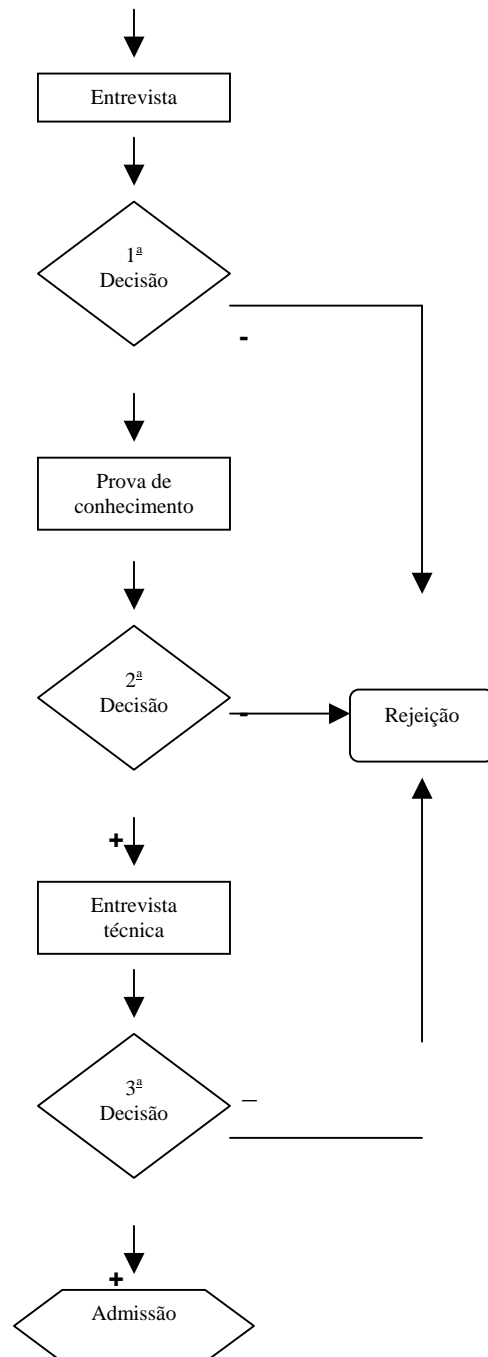 Entrevista
1ª
Decisão
-
Prova de
conhecimento
2ª
Decisão
-
Rejeição
+
Entrevista
técnica
3ª
Decisão
–
+
Admissão